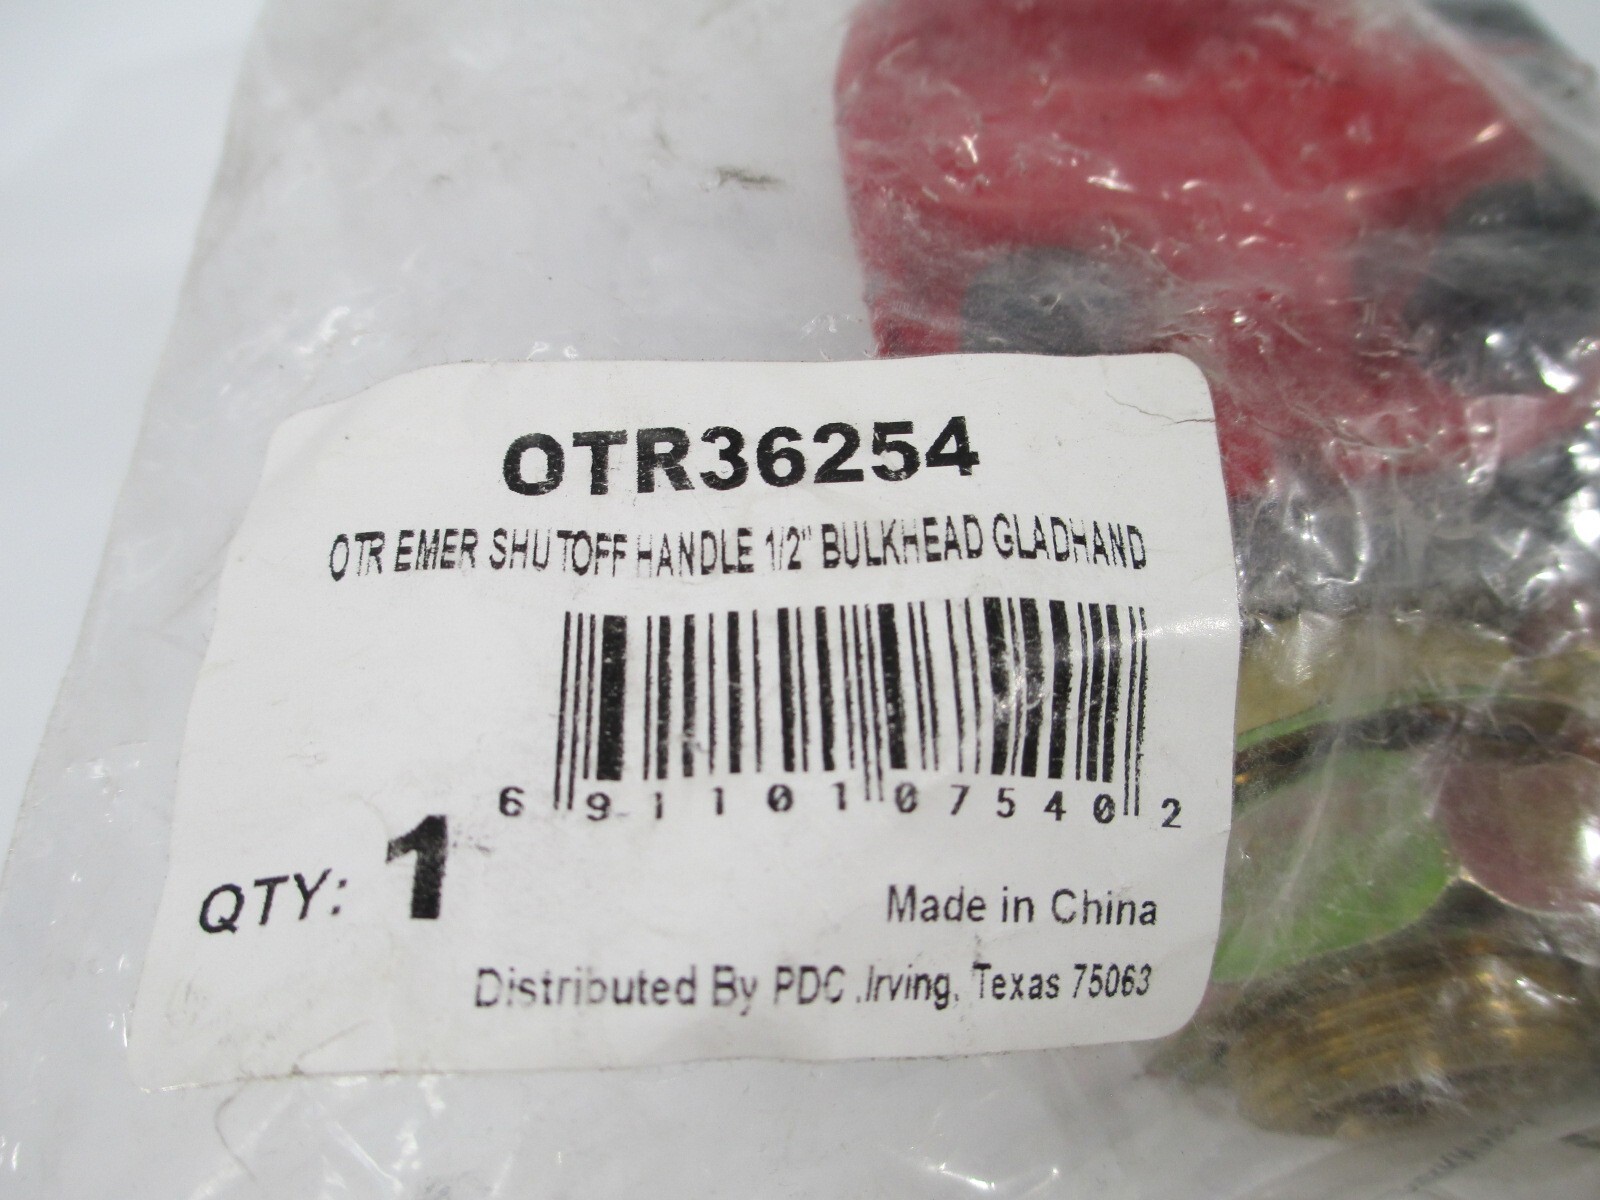 OTR36254
OTR EMER SHUTOFF HANDLE 1/2" BULKHEAD GLADHAND
6 91101 07540 2
QTY: 1
Made in China
Distributed By PDC .Irving, Texas 75063